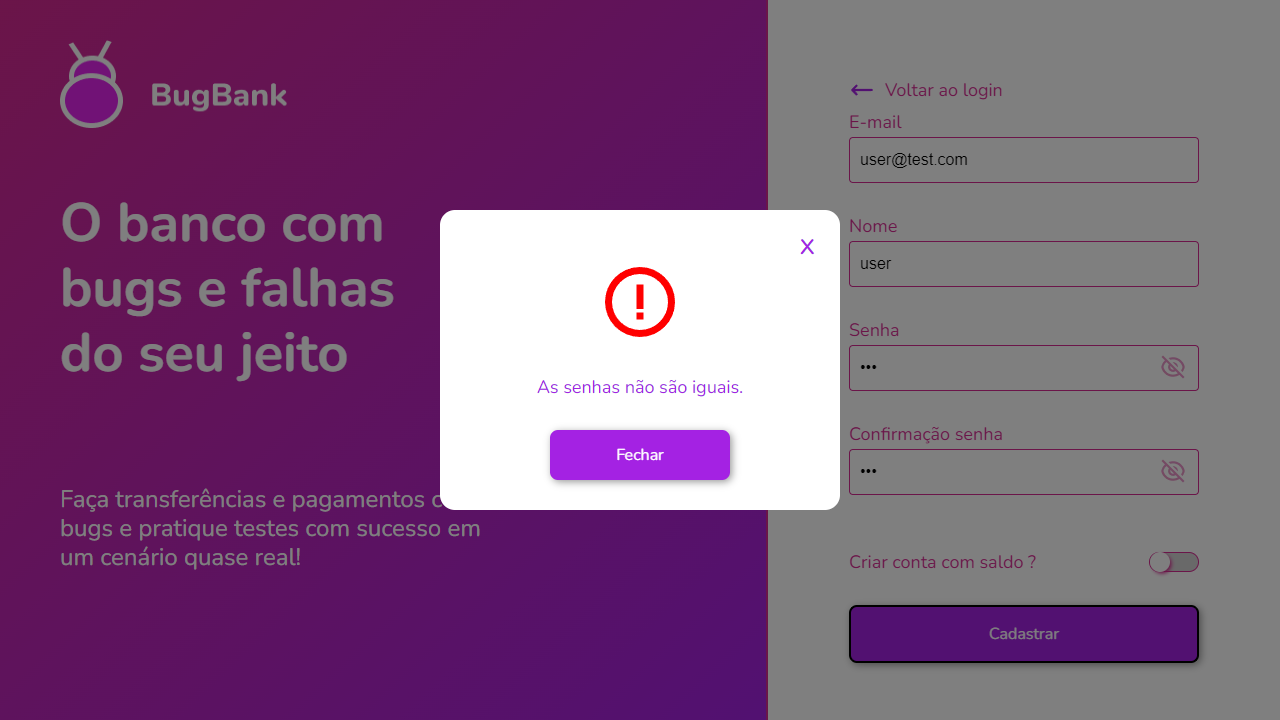 BugBank
O banco com
bugs e falhas
do seu jeito
Faça transferências e pagamentos
bugs e pratique testes com sucesso em
um cenário quase real!
X
As senhas não são iguais.
Fechar
Voltar ao login
E-mail
user@test.com
Nome
user
Senha
•••
Confirmação senha
•••
Criar conta com saldo ?
Cadastrar